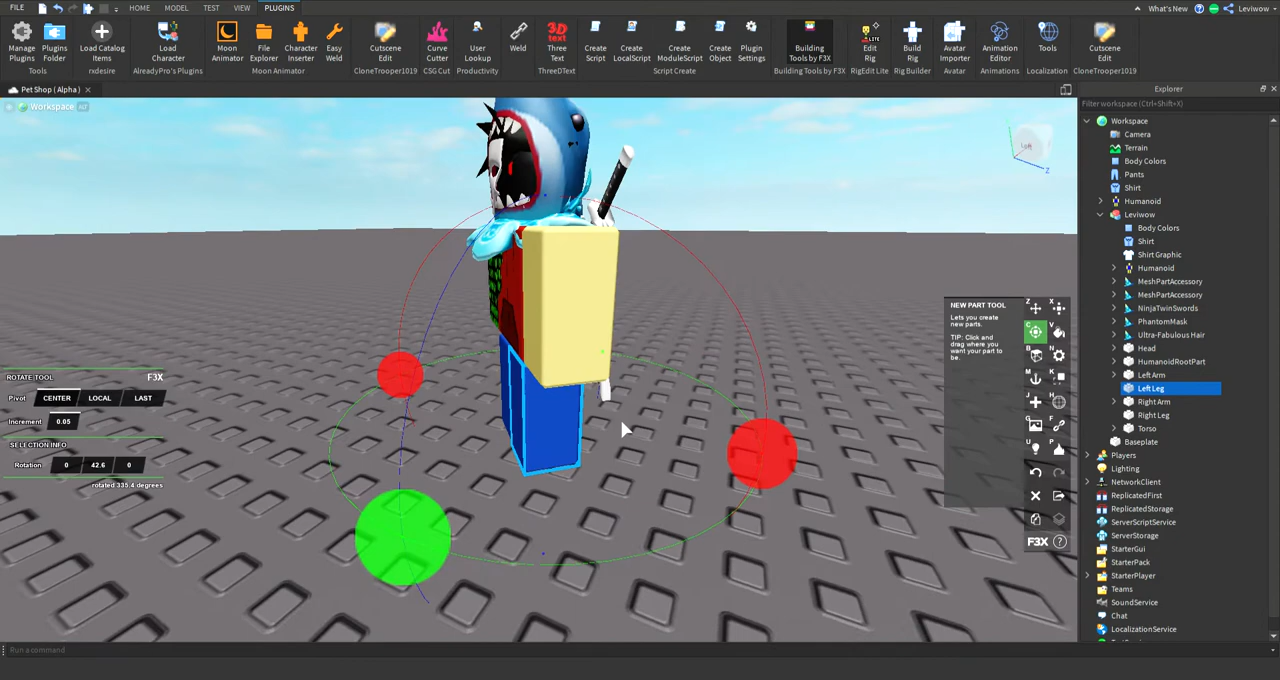 FILE HOME MODEL TEST VIEW PLUGINS What's New Leviwow
Manage Plugins
Plugins Folder
Tools
Load Catalog Items
rxdesire
Load Character
AlreadyPro's Plugins
Moon Animator
File Explorer
Character Inserter
Easy Weld
Moon Animator
Cutscene Edit
CloneTrooper1019
Curve Cutter
CSG Cut
User Lookup
Productivity
Weld
3D TEXT
Three DText
ThreeDText
Create Script
Create LocalScript
Create ModuleScript
Create Object
Plugin Settings
Script Create
Building Tools by F3X
Building Tools by F3X
LITE
Edit Rig
RigEdit Lite
Build Rig
Rig Builder
Avatar Importer
Avatar
Animation Editor
Animations
Tools
Localization
Cutscene Edit
CloneTrooper1019
Pet Shop ( Alpha )
Workspace ALT
Left
Z
ROTATE TOOL F3X
Pivot CENTER LOCAL LAST
Increment 0.05
SELECTION INFO
Rotation 0 42.6 0
rotated 335.4 degrees
NEW PART TOOL
Lets you create
new parts.
TIP: Click and
drag where you
want your part to
be.
Z X
C V
B N
M K
J H
G F
U P
F3X ?
Explorer
Filter workspace (Ctrl+Shift+X)
Workspace
Camera
Terrain
Body Colors
Pants
Shirt
Humanoid
Leviwow
Body Colors
Shirt
Shirt Graphic
Humanoid
MeshPartAccessory
MeshPartAccessory
NinjaTwinSwords
PhantomMask
Ultra-Fabulous Hair
Head
HumanoidRootPart
Left Arm
Left Leg
Right Arm
Right Leg
Torso
Baseplate
Players
Lighting
NetworkClient
ReplicatedFirst
ReplicatedStorage
ServerScriptService
ServerStorage
StarterGui
StarterPack
StarterPlayer
Teams
SoundService
Chat
LocalizationService
Run a command